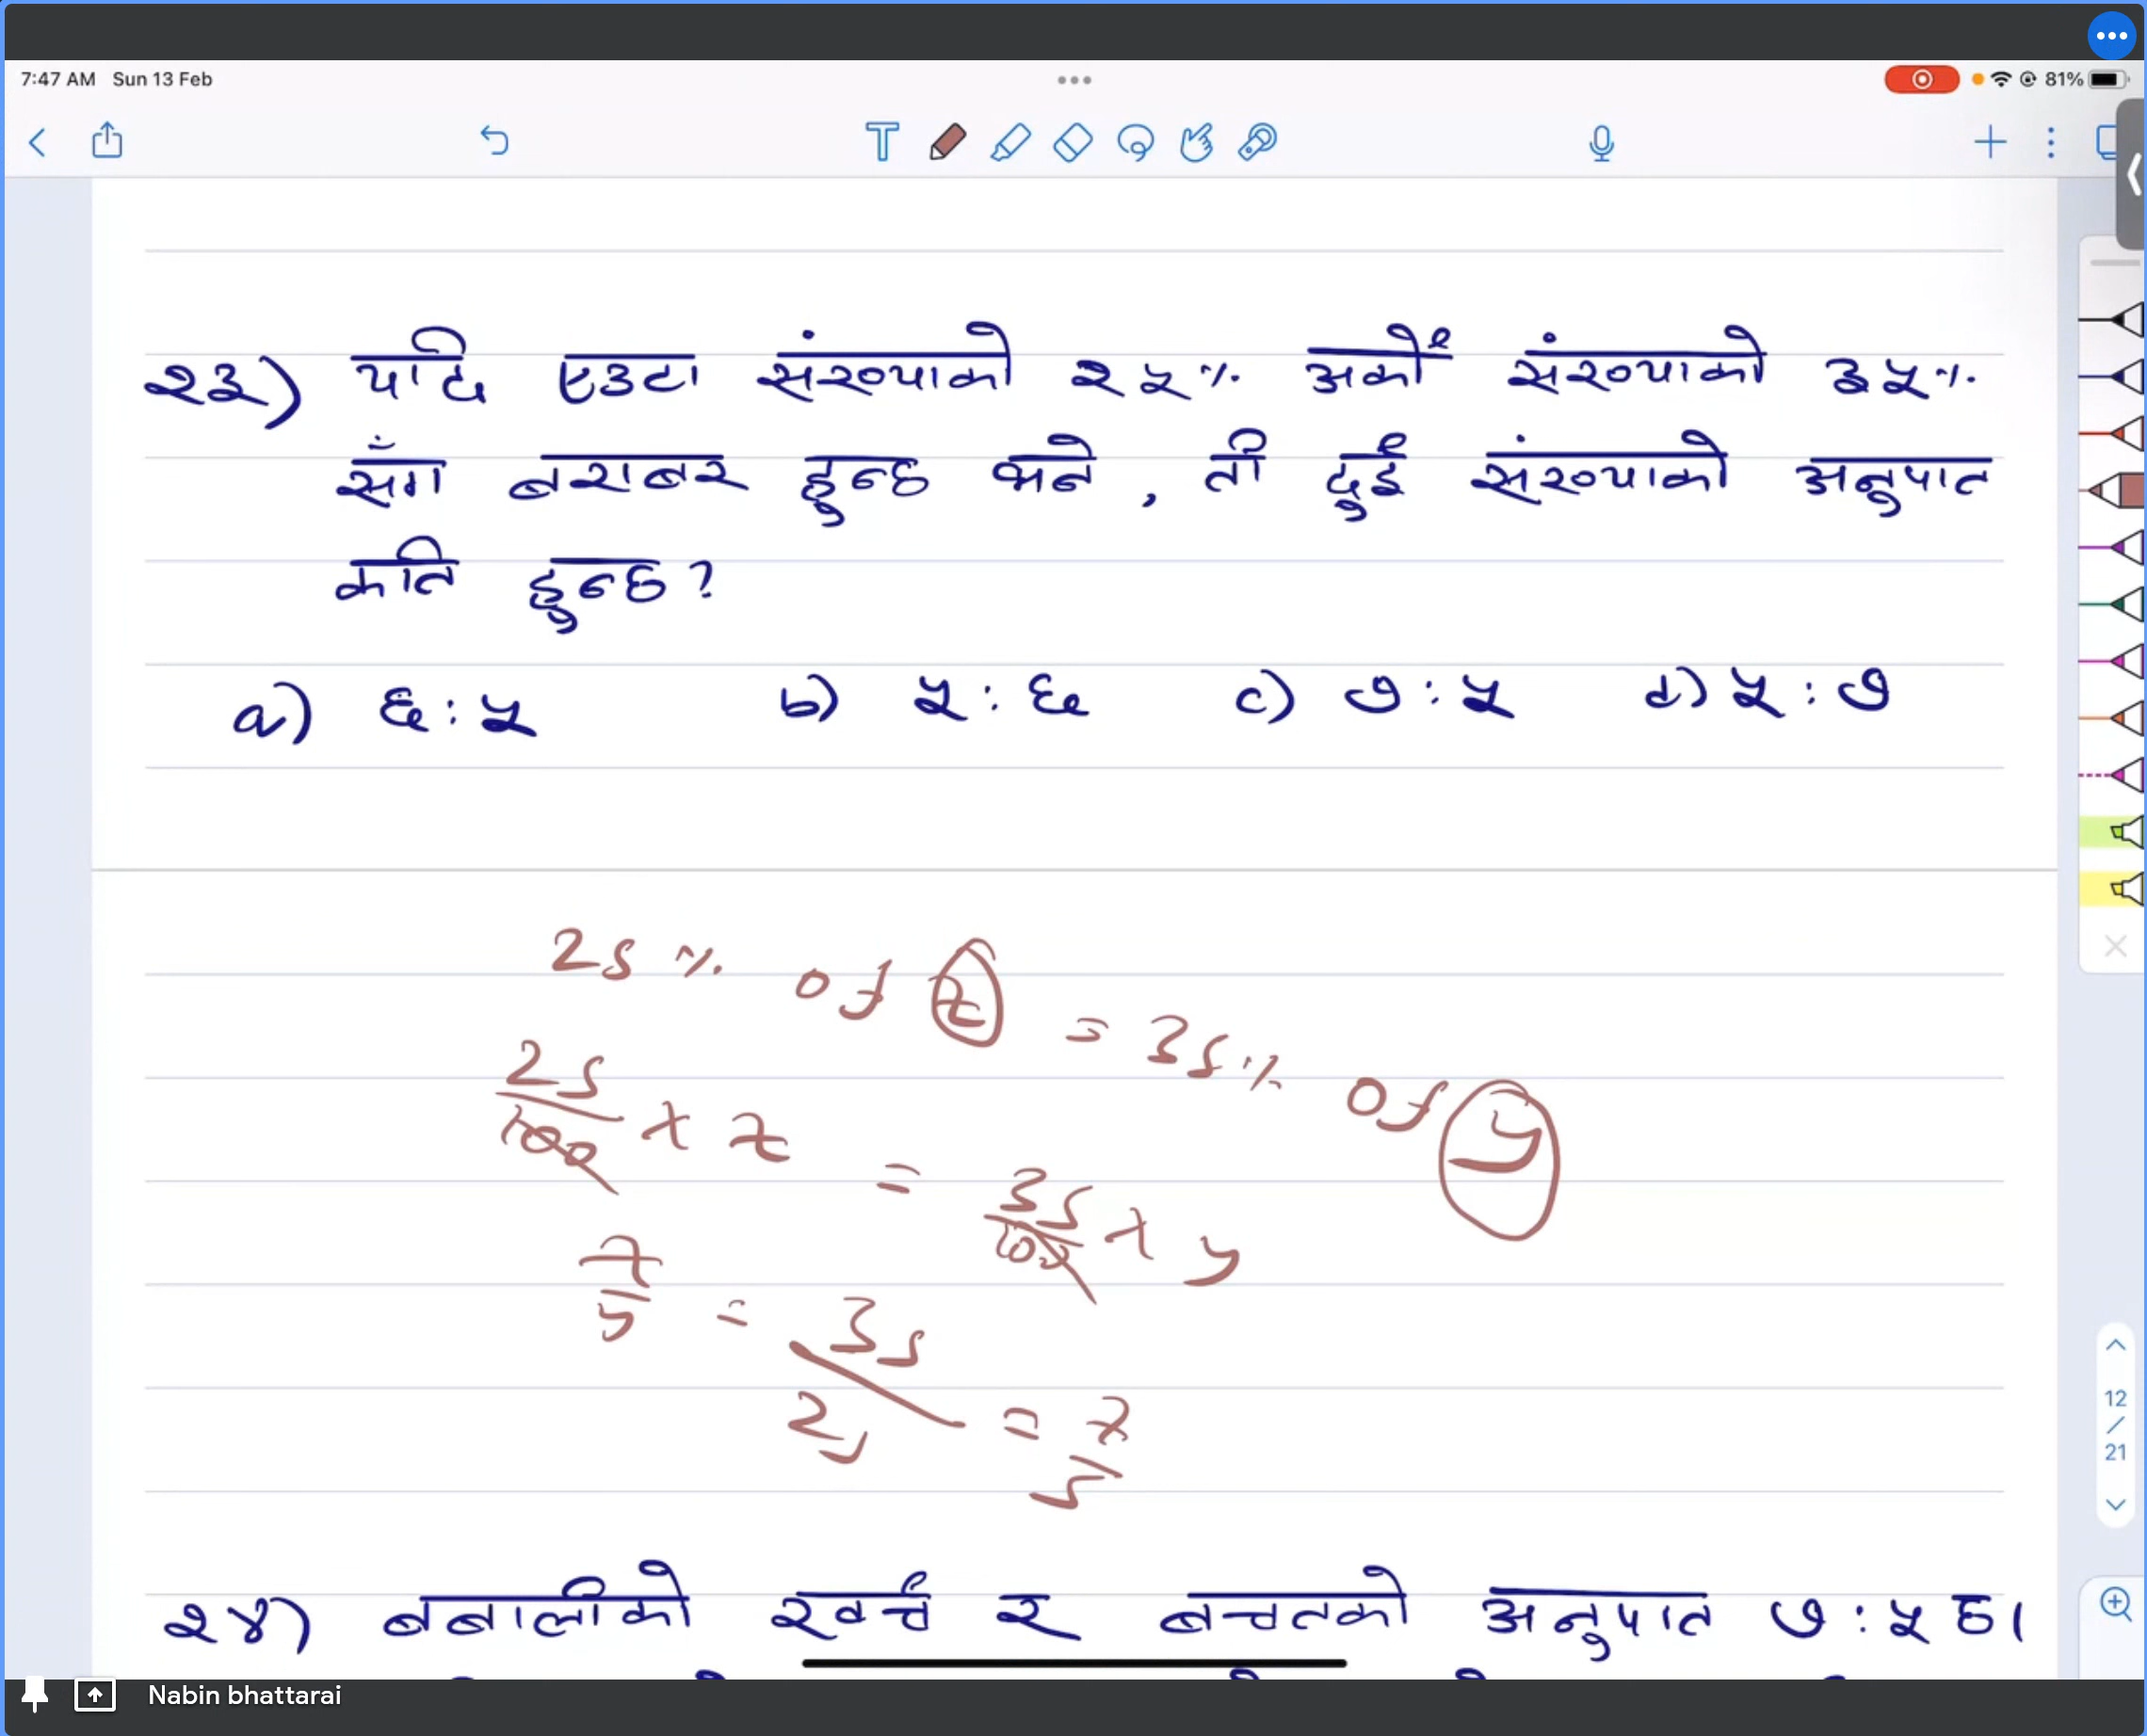 7:47 AM Sun 13 Feb
81%
२३) यदि एउटा संख्याको २५% अर्को संख्याको ३५%
सँग बराबर हुन्छ भने, ती दुई संख्याको अनुपात
कति हुन्छ?
a) ६:५ b) ५:६ c) ७:५ d) ५:७
25% of x = 35% of y
25/100 × x = 35/100 × y
x/y = 35/25 = 7/5
२४) बबालीको खर्च र बचतको अनुपात ७:५ छ।
12
/
21
Nabin bhattarai